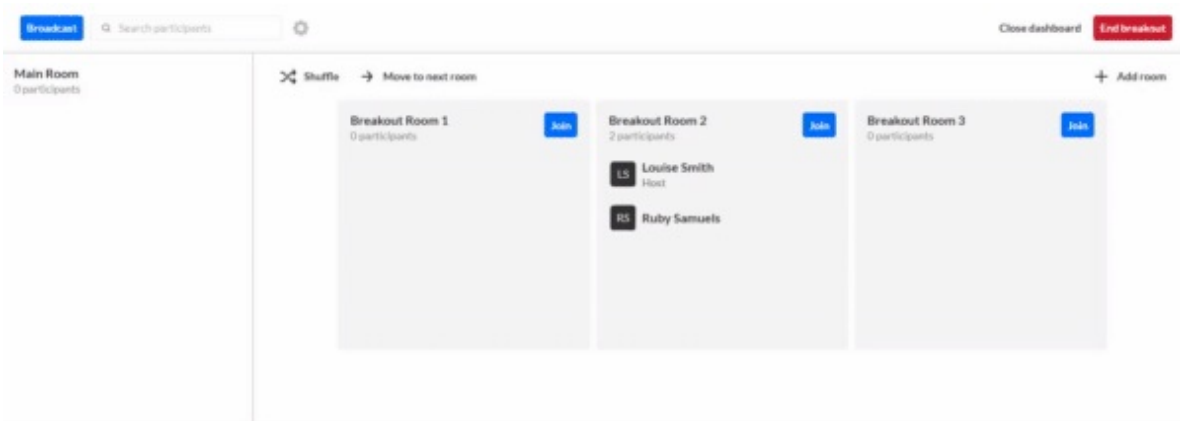 Broadcast
Search participants
Close dashboard
End breakout
Main Room
0 participants
Shuffle
Move to next room
Add room
Breakout Room 1
0 participants
Join
Breakout Room 2
2 participants
Join
LS
Louise Smith
Host
RS
Ruby Samuels
Breakout Room 3
0 participants
Join